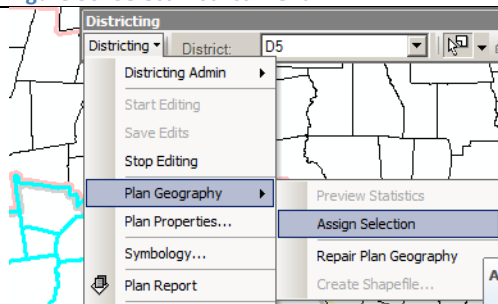 Districting
Districting District: D5
Districting Admin
Start Editing
Save Edits
Stop Editing
Plan Geography Preview Statistics
Plan Properties... Assign Selection
Symbology... Repair Plan Geography
Plan Report Create Shapefile...